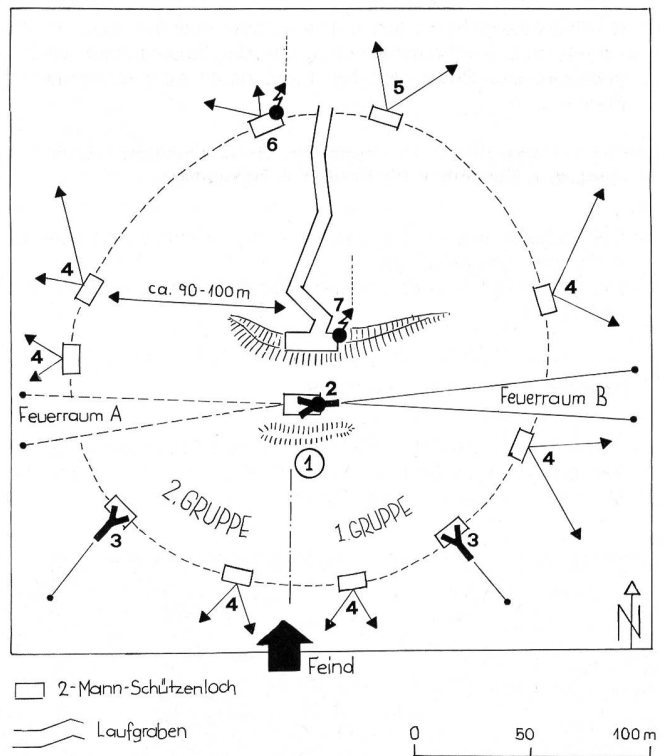 5
6
4
ca. 90-100m
7
4
4
2
Feuerraum A
Feuerraum B
1
4
2. GRUPPE
1. GRUPPE
3
3
4
4
Feind
N
2-Mann-Schützenloch
Laufgraben
0 50 100 m